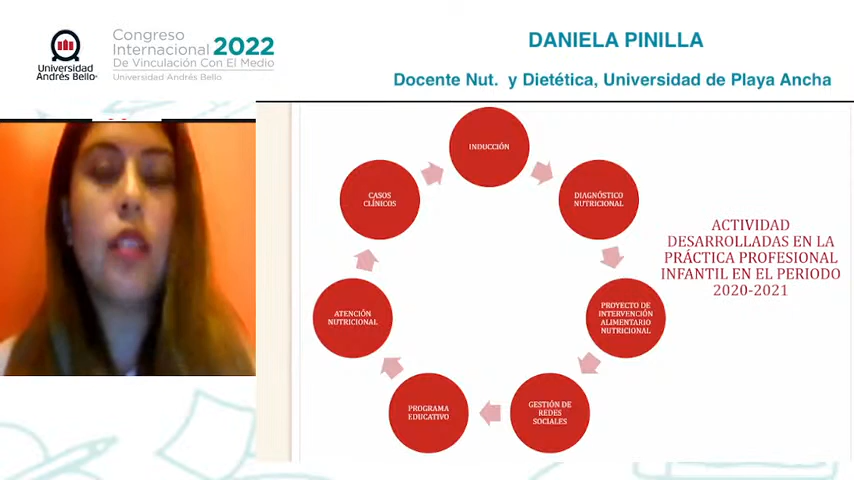 Universidad
Andrés Bello
Congreso
Internacional 2022
De Vinculación Con El Medio
Universidad Andrés Bello
DANIELA PINILLA
Docente Nut. y Dietética, Universidad de Playa Ancha
INDUCCIÓN
DIAGNÓSTICO
NUTRICIONAL
PROYECTO DE
INTERVENCIÓN
ALIMENTARIO
NUTRICIONAL
GESTIÓN DE
REDES
SOCIALES
PROGRAMA
EDUCATIVO
ATENCIÓN
NUTRICIONAL
CASOS
CLÍNICOS
ACTIVIDAD
DESARROLLADAS EN LA
PRÁCTICA PROFESIONAL
INFANTIL EN EL PERIODO
2020-2021